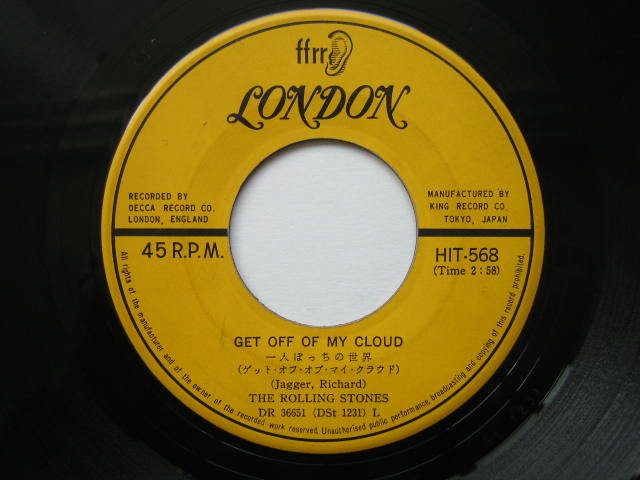 ffrr
LONDON
RECORDED BY
DECCA RECORD CO.
LONDON, ENGLAND
MANUFACTURED BY
KING RECORD CO.
TOKYO, JAPAN
45 R.P.M.
HIT-568
(Time 2:58)
GET OFF OF MY CLOUD
一人ぼっちの世界
(ゲット・オブ・オブ・マイ・クラウド)
(Jagger, Richard)
THE ROLLING STONES
DR 36651 (DSt 1231) L
All rights of the manufacturer and of the owner of the recorded work reserved. Unauthorised public performance, broadcasting and copying of this record prohibited.